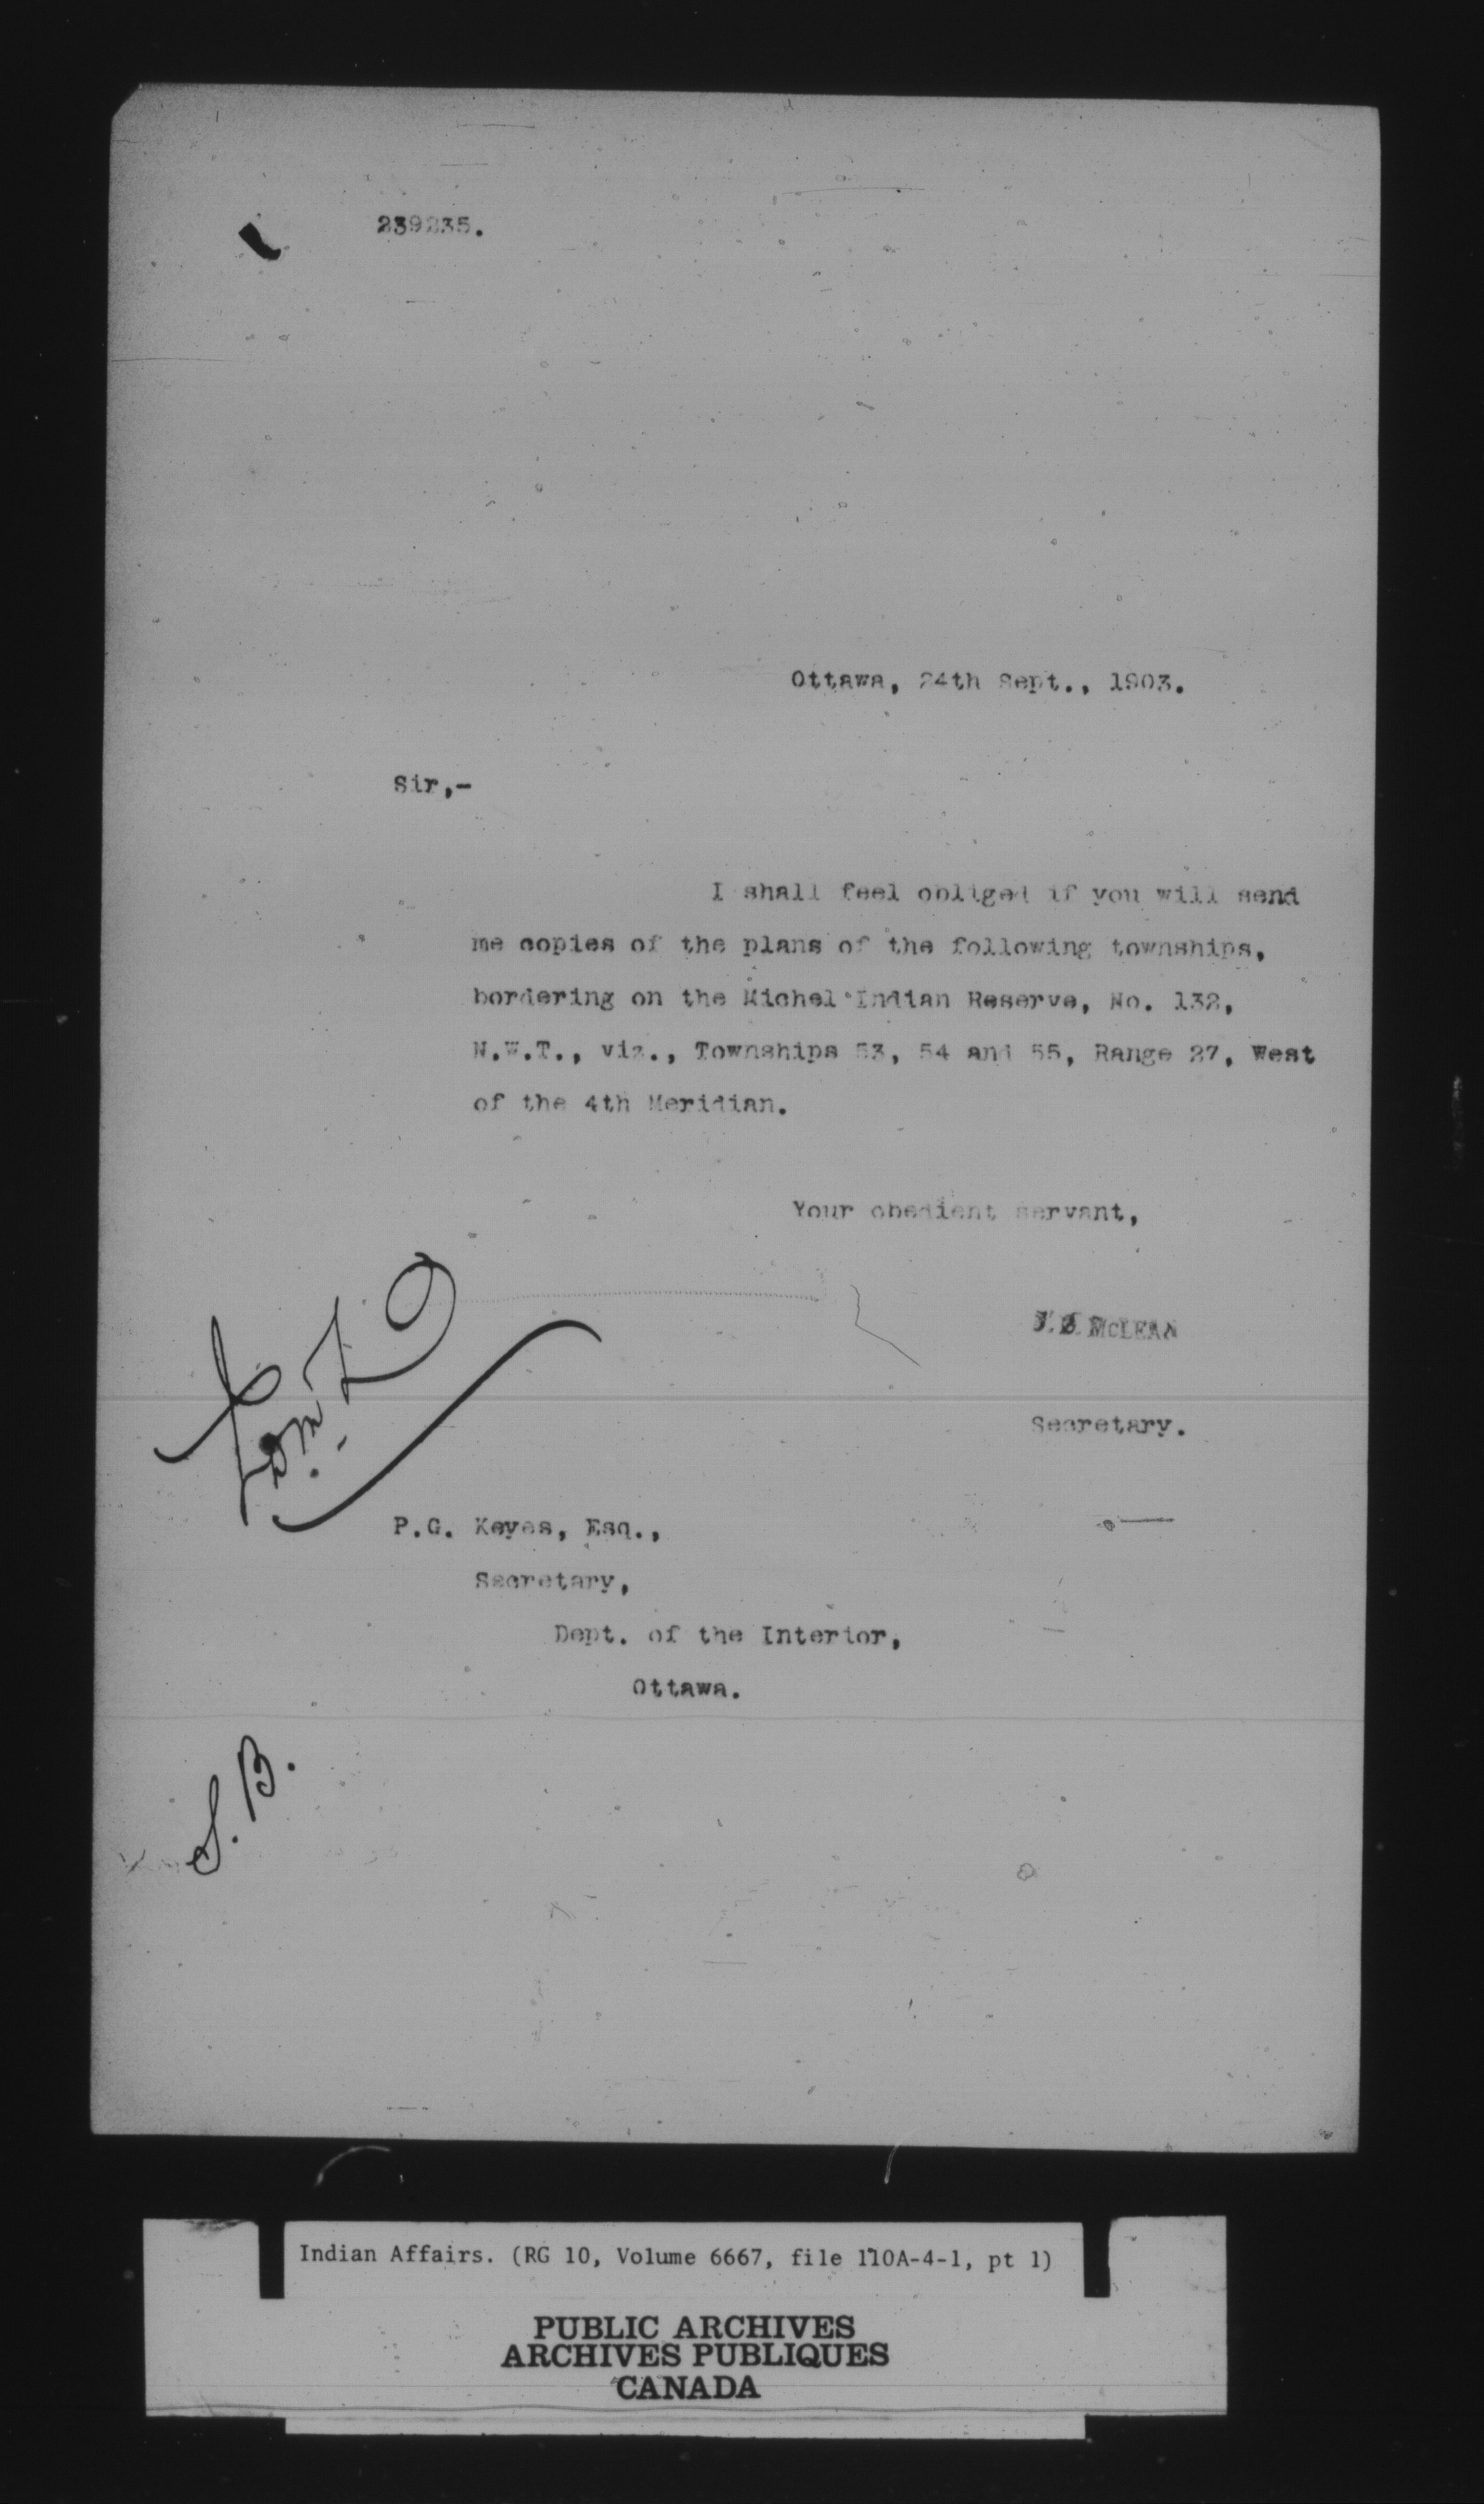 239235.
Ottawa, 24th Sept., 1903.
Sir,-
I shall feel obliged if you will send
me copies of the plans of the following townships,
bordering on the Michel Indian Reserve, No. 132,
N.W.T., viz., Townships 53, 54 and 55, Range 27, West
of the 4th Meridian.
Your obedient servant,
J. D. McLEAN
Secretary.
P.G. Keyes, Esq.,
Secretary,
Dept. of the Interior,
Ottawa.
S. B.
Indian Affairs. (RG 10, Volume 6667, file 110A-4-1, pt 1)
PUBLIC ARCHIVES
ARCHIVES PUBLIQUES
CANADA